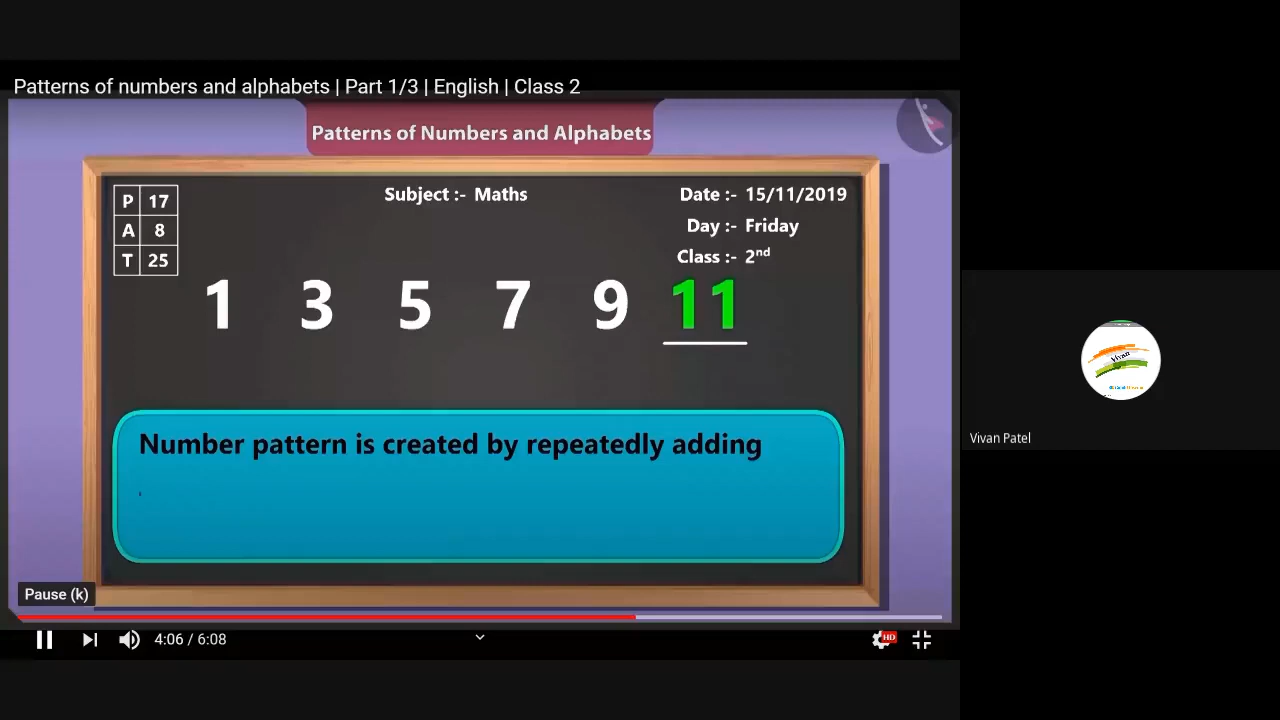 Patterns of numbers and alphabets | Part 1/3 | English | Class 2
Patterns of Numbers and Alphabets
P 17
A 8
T 25
Subject :- Maths
Date :- 15/11/2019
Day :- Friday
Class :- 2nd
1 3 5 7 9 11
Number pattern is created by repeatedly adding
Pause (k)
4:06 / 6:08
HD
Vivan
Vivan Patel